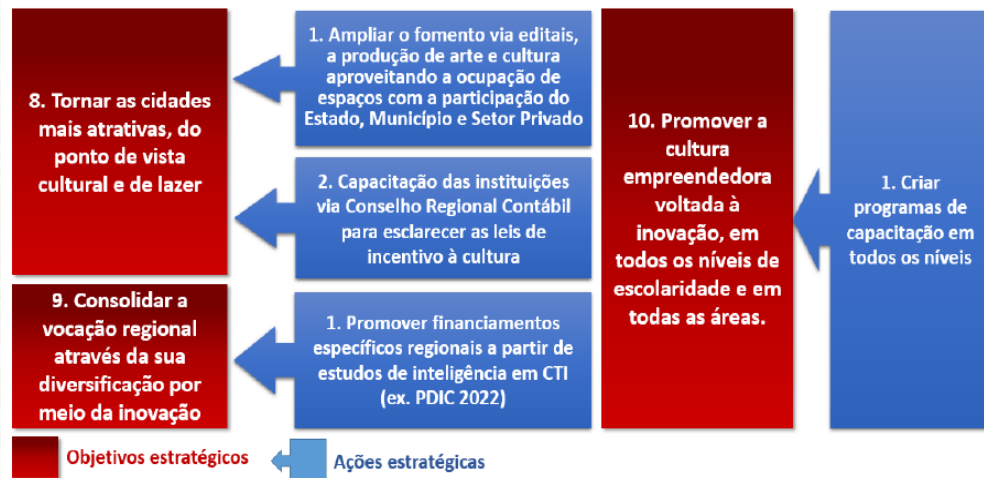 8. Tornar as cidades
mais atrativas, do
ponto de vista
cultural e de lazer
1. Ampliar o fomento via editais,
a produção de arte e cultura
aproveitando a ocupação de
espaços com a participação do
Estado, Município e Setor Privado
2. Capacitação das instituições
via Conselho Regional Contábil
para esclarecer as leis de
incentivo à cultura
9. Consolidar a
vocação regional
através da sua
diversificação por
meio da inovação
1. Promover financiamentos
específicos regionais a partir de
estudos de inteligência em CTI
(ex. PDIC 2022)
10. Promover a
cultura
empreendedora
voltada à
inovação, em
todos os níveis de
escolaridade e em
todas as áreas.
1. Criar
programas de
capacitação em
todos os níveis
Objetivos estratégicos
Ações estratégicas